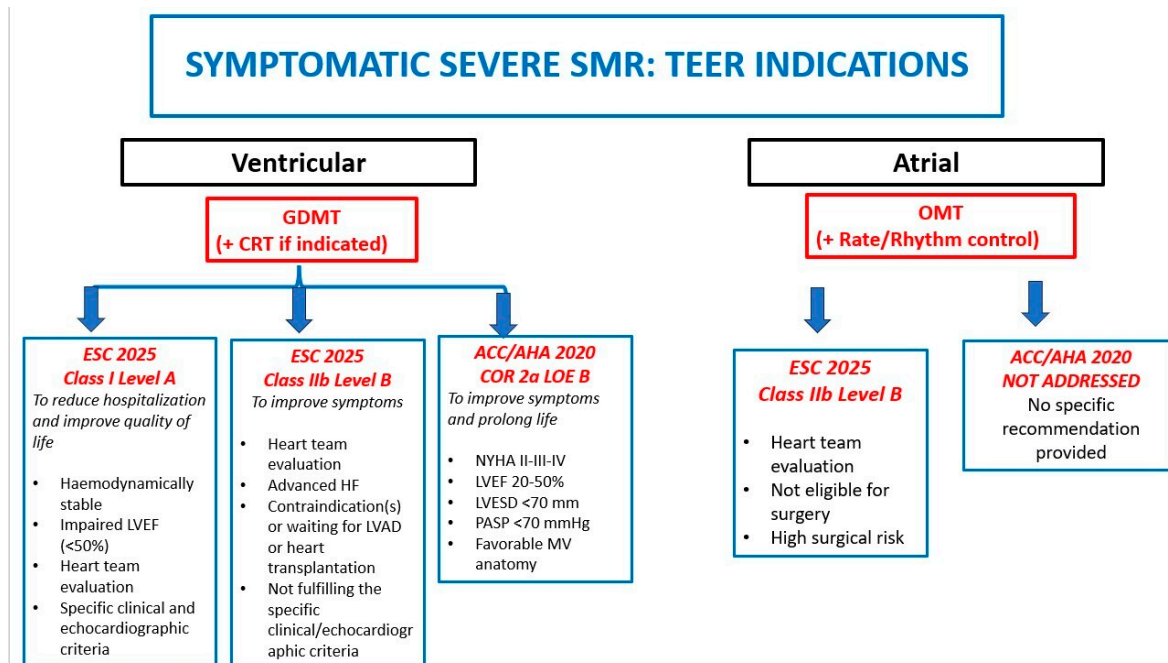 SYMPTOMATIC SEVERE SMR: TEER INDICATIONS
Ventricular
GDMT
(+ CRT if indicated)
ESC 2025
Class I Level A
To reduce hospitalization
and improve quality of
life
• Haemodynamically
stable
• Impaired LVEF
(<50%)
• Heart team
evaluation
• Specific clinical and
echocardiographic
criteria
ESC 2025
Class IIb Level B
To improve symptoms
• Heart team
evaluation
• Advanced HF
• Contraindication(s)
or waiting for LVAD
or heart
transplantation
• Not fulfilling the
specific
clinical/echocardiogr
aphic criteria
ACC/AHA 2020
COR 2a LOE B
To improve symptoms
and prolong life
• NYHA II-III-IV
• LVEF 20-50%
• LVESD <70 mm
• PASP <70 mmHg
• Favorable MV
anatomy
Atrial
OMT
(+ Rate/Rhythm control)
ESC 2025
Class IIb Level B
• Heart team
evaluation
• Not eligible for
surgery
• High surgical risk
ACC/AHA 2020
NOT ADDRESSED
No specific
recommendation
provided